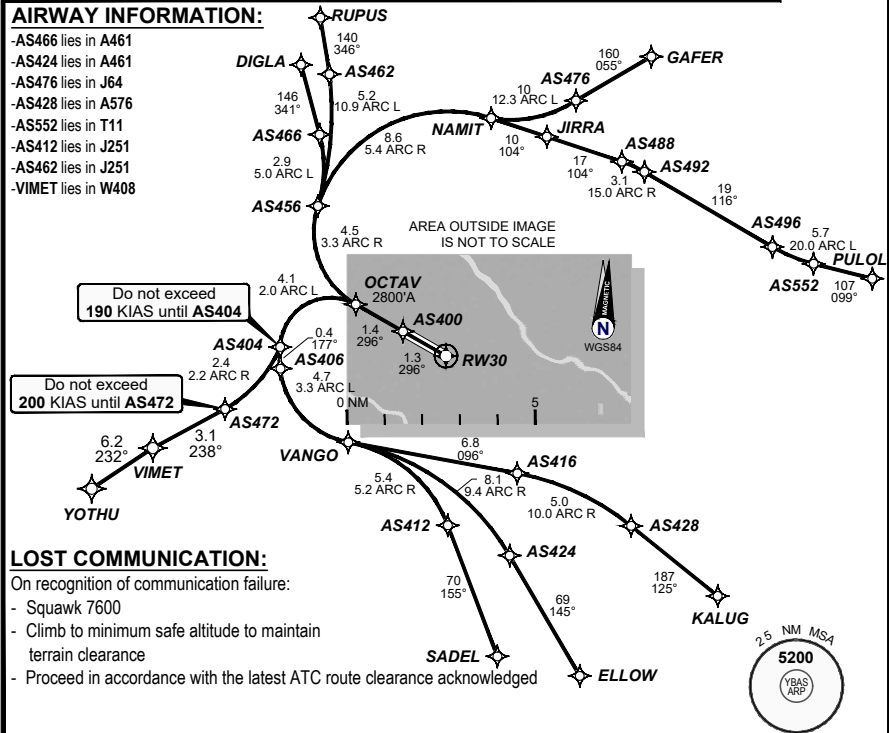 AIRWAY INFORMATION:
-AS466 lies in A461
-AS424 lies in A461
-AS476 lies in J64
-AS428 lies in A576
-AS552 lies in T11
-AS412 lies in J251
-AS462 lies in J251
-VIMET lies in W408
RUPUS
140
346°
DIGLA
AS462
146
341°
5.2
10.9 ARC L
AS466
2.9
5.0 ARC L
8.6
5.4 ARC R
AS456
160
055°
GAFER
AS476
10
12.3 ARC L
NAMIT
JIRRA
10
104°
AS488
17
104°
AS492
3.1
15.0 ARC R
19
116°
AS496
5.7
20.0 ARC L
PULOL
AS552
107
099°
4.5
3.3 ARC R
AREA OUTSIDE IMAGE
IS NOT TO SCALE
4.1
2.0 ARC L
OCTAV
2800'A
MAGNETIC
N
WGS84
Do not exceed
190 KIAS until AS404
AS400
1.4
296°
AS404
0.4
177°
RW30
1.3
296°
AS406
2.4
2.2 ARC R
4.7
3.3 ARC L
Do not exceed
200 KIAS until AS472
0 NM
5
AS472
6.2
232°
3.1
238°
VIMET
YOTHU
VANGO
6.8
096°
AS416
5.4
5.2 ARC R
8.1
9.4 ARC R
5.0
10.0 ARC R
AS412
AS424
AS428
70
155°
69
145°
187
125°
KALUG
SADEL
ELLOW
LOST COMMUNICATION:
On recognition of communication failure:
- Squawk 7600
- Climb to minimum safe altitude to maintain
terrain clearance
- Proceed in accordance with the latest ATC route clearance acknowledged
25 NM MSA
5200
YBAS
ARP